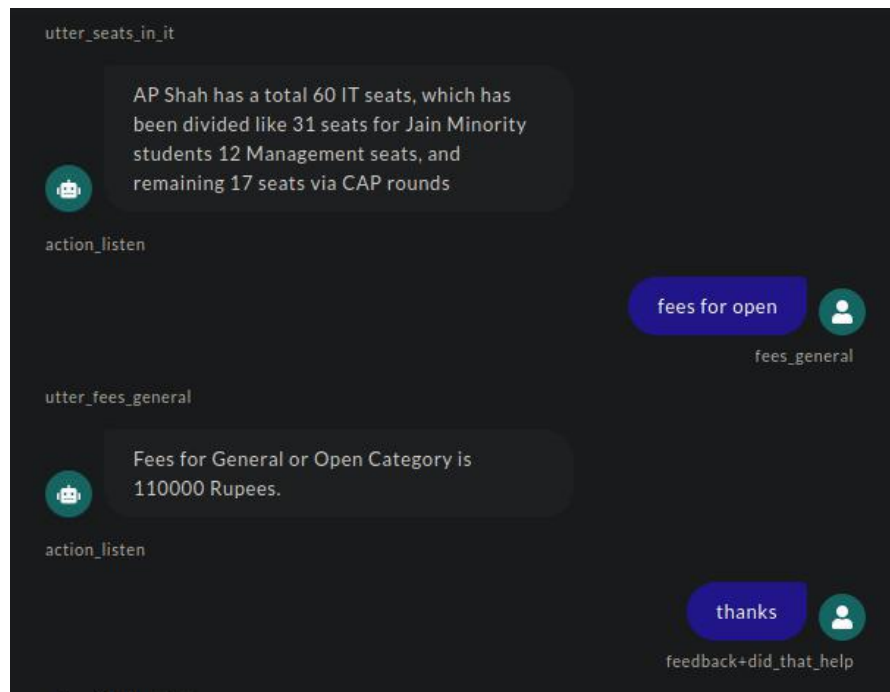 utter_seats_in_it
AP Shah has a total 60 IT seats, which has
been divided like 31 seats for Jain Minority
students 12 Management seats, and
remaining 17 seats via CAP rounds
action_listen
fees for open
fees_general
utter_fees_general
Fees for General or Open Category is
110000 Rupees.
action_listen
thanks
feedback+did_that_help